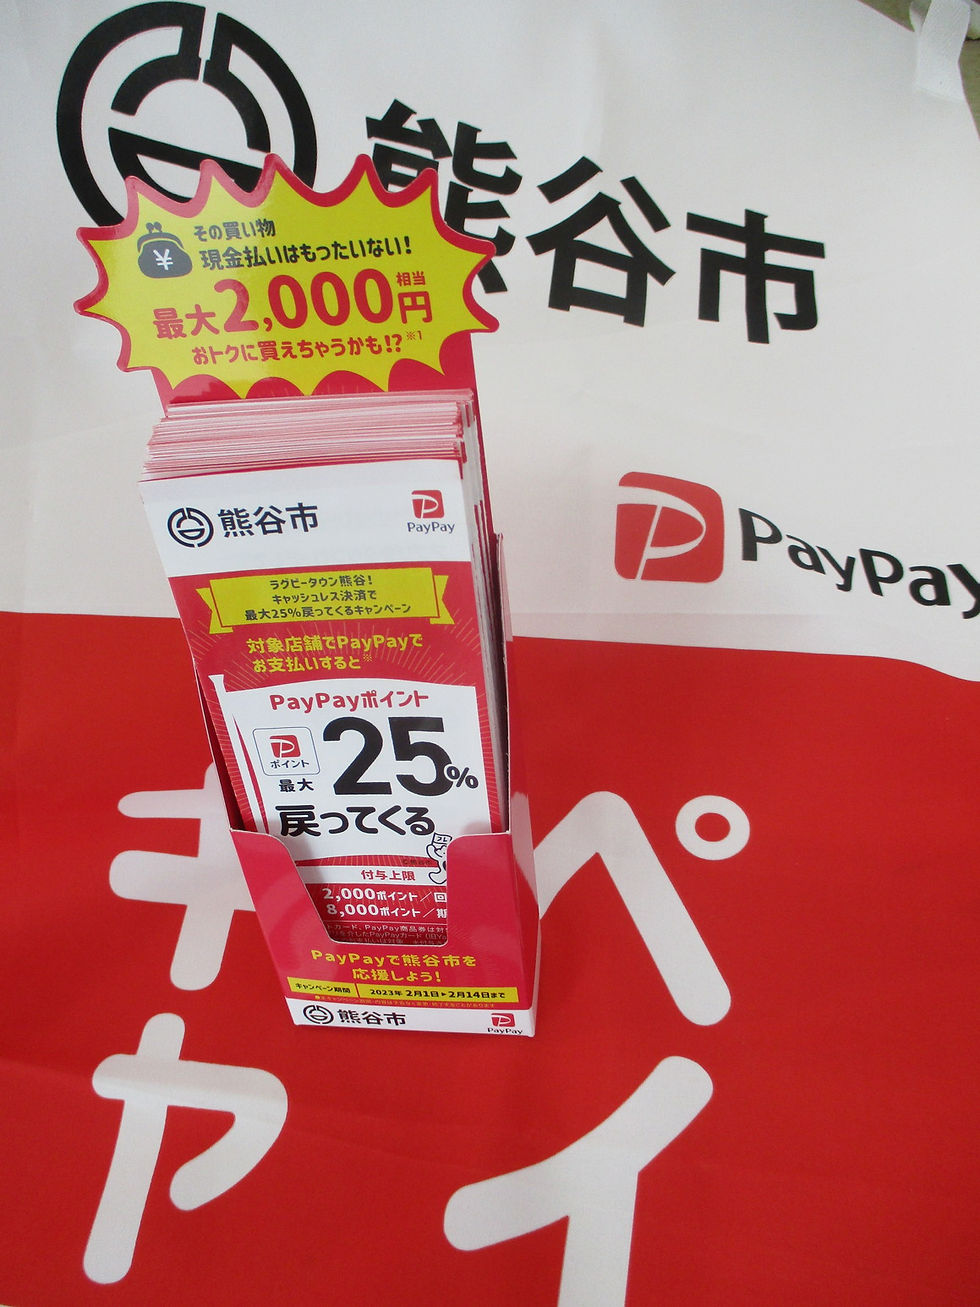 熊谷市
PayPay
その買い物
現金払いはもったいない!
最大2,000円相当
おトクに買えちゃうかも!?※1
熊谷市
PayPay
ラグビータウン熊谷!
キャッシュレス決済で
最大25%戻ってくるキャンペーン
対象店舗でPayPayで
お支払いすると※
PayPayポイント
ポイント
最大
25%
戻ってくる
付与上限
2,000ポイント/回
8,000ポイント/期
PayPayで熊谷市を
応援しよう!
キャンペーン期間
2023年 2月1日▶2月14日まで
熊谷市
PayPay
ペイ
キャ